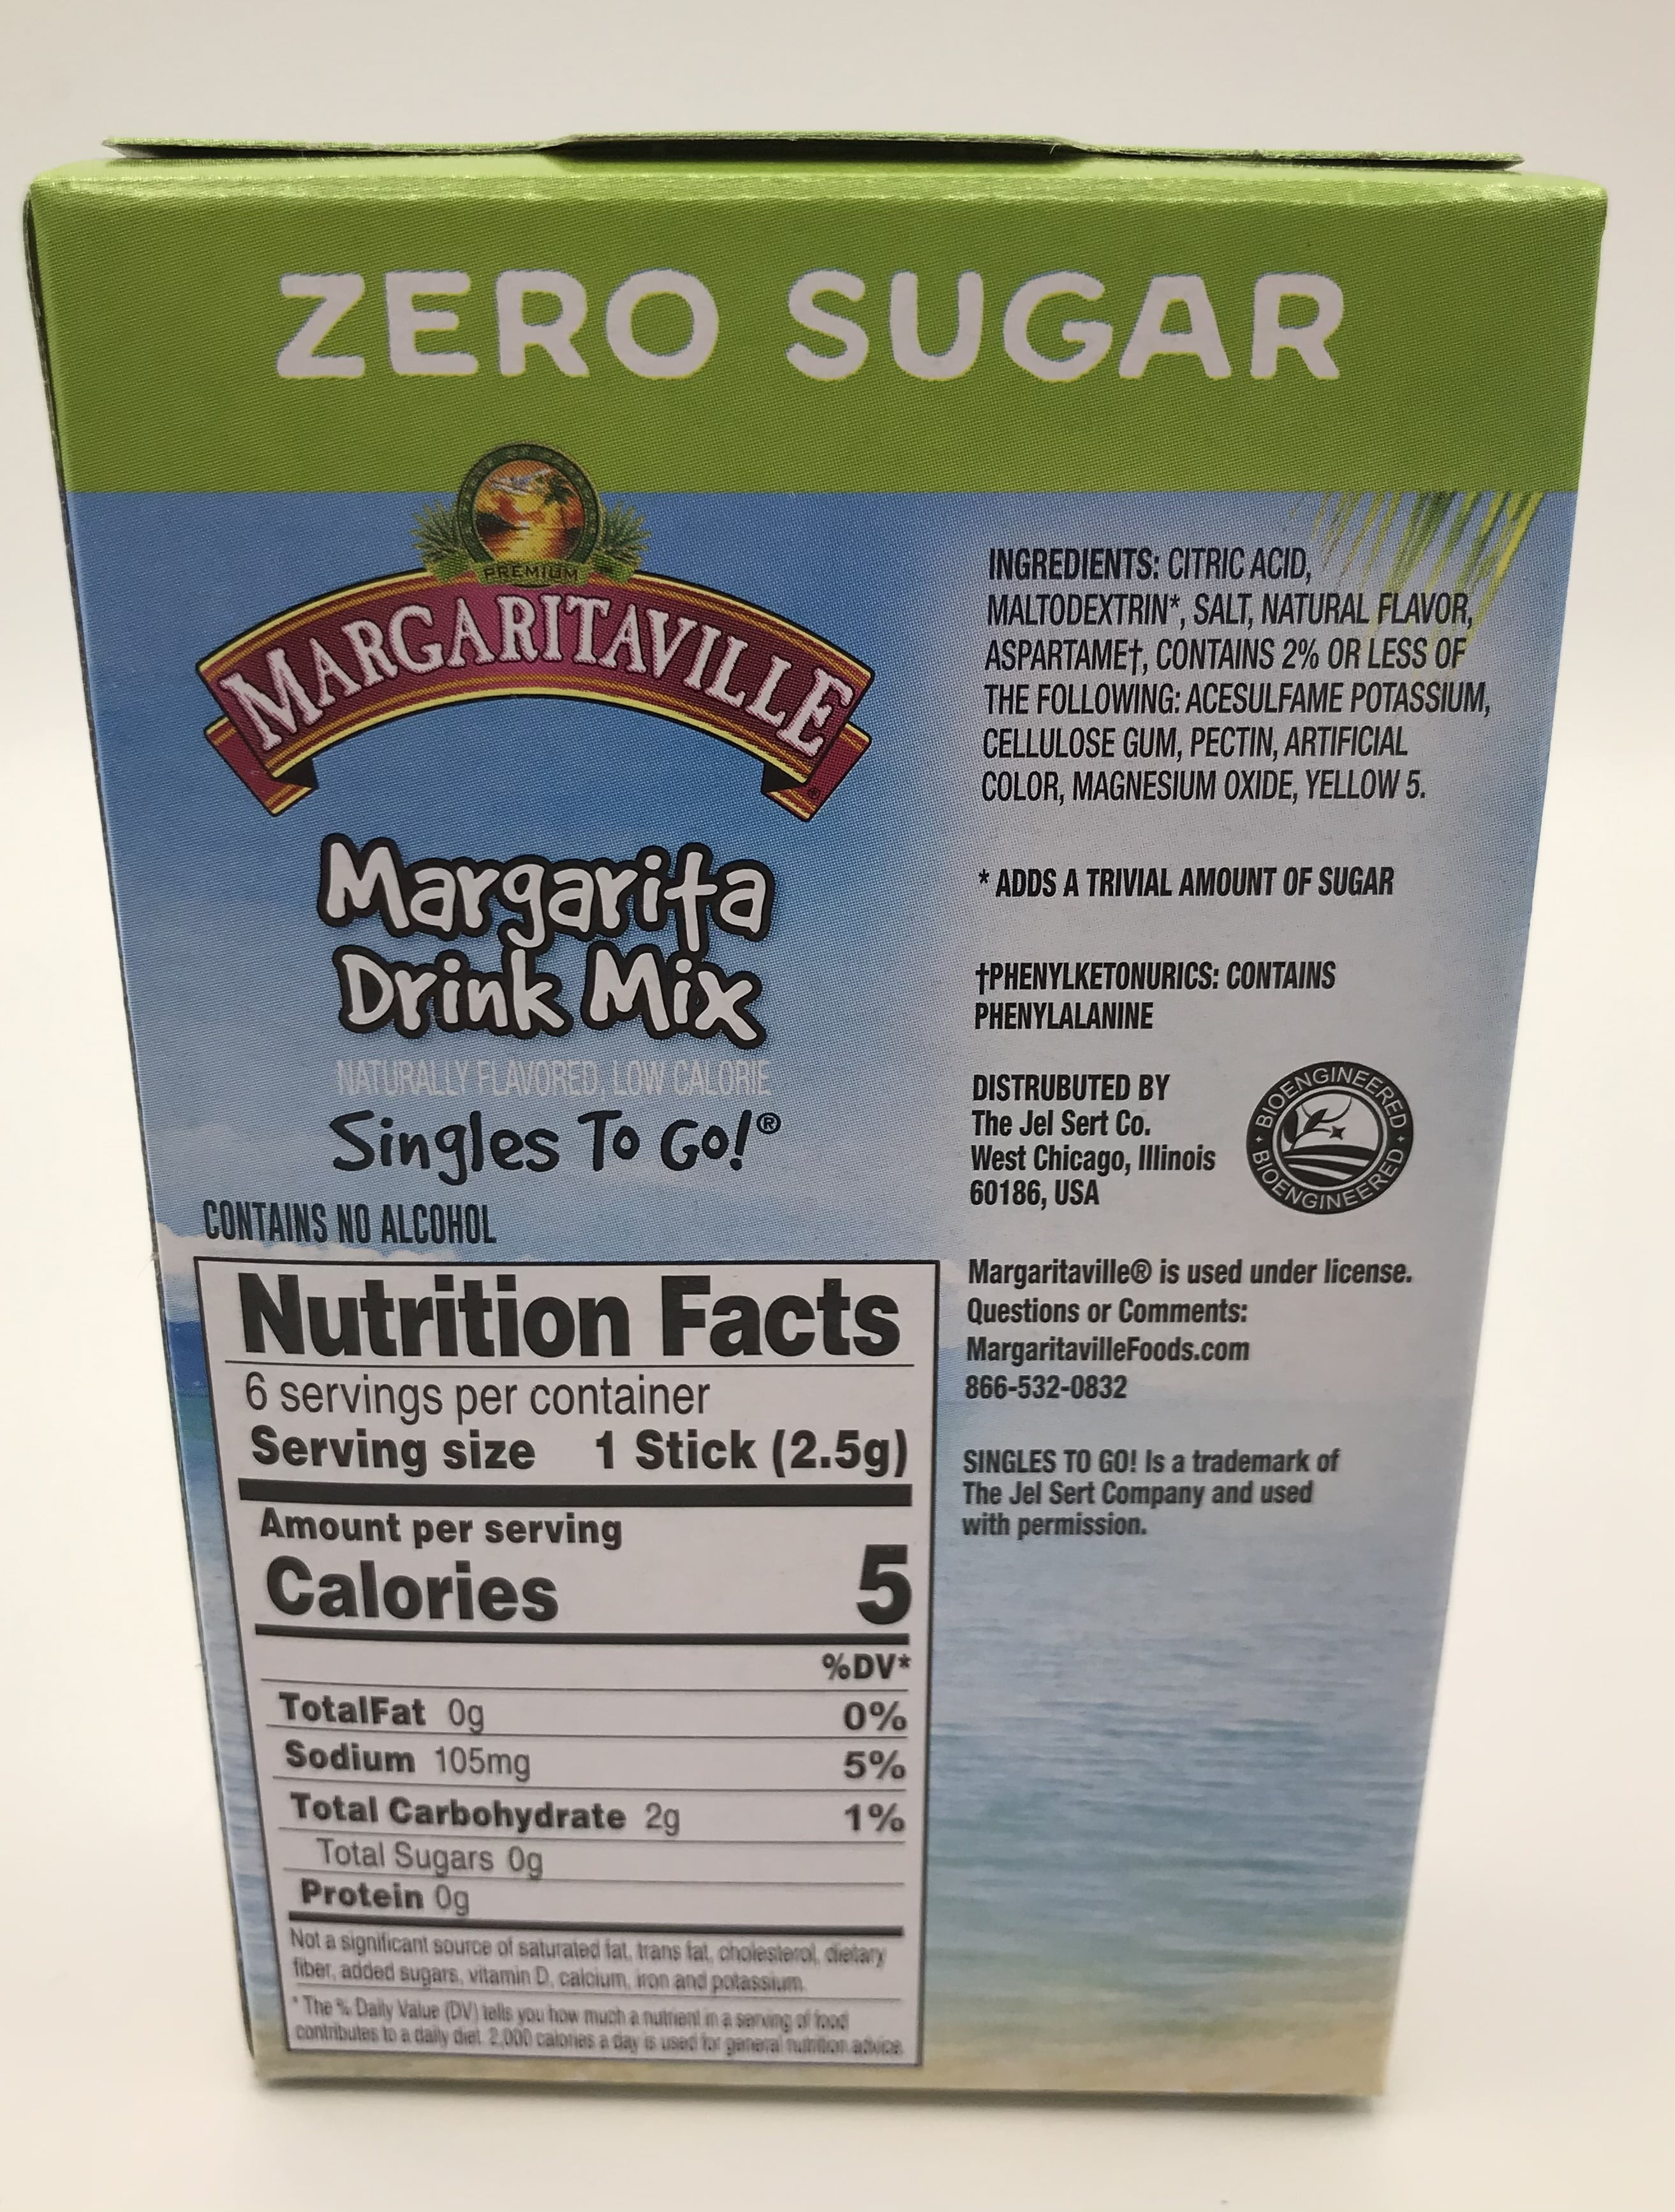 ZERO SUGAR
PREMIUM
MARGARITAVILLE®
Margarita
Drink Mix
NATURALLY FLAVORED, LOW CALORIE
Singles To Go!®
CONTAINS NO ALCOHOL
Nutrition Facts
6 servings per container
Serving size 1 Stick (2.5g)
Amount per serving
Calories 5
%DV*
TotalFat 0g 0%
Sodium 105mg 5%
Total Carbohydrate 2g 1%
Total Sugars 0g
Protein 0g
Not a significant source of saturated fat, trans fat, cholesterol, dietary
fiber, added sugars, vitamin D, calcium, iron and potassium.
* The % Daily Value (DV) tells you how much a nutrient in a serving of food
contributes to a daily diet. 2,000 calories a day is used for general nutrition advice.
INGREDIENTS: CITRIC ACID,
MALTODEXTRIN*, SALT, NATURAL FLAVOR,
ASPARTAME†, CONTAINS 2% OR LESS OF
THE FOLLOWING: ACESULFAME POTASSIUM,
CELLULOSE GUM, PECTIN, ARTIFICIAL
COLOR, MAGNESIUM OXIDE, YELLOW 5.
* ADDS A TRIVIAL AMOUNT OF SUGAR
†PHENYLKETONURICS: CONTAINS
PHENYLALANINE
DISTRUBUTED BY
The Jel Sert Co.
West Chicago, Illinois
60186, USA
BIOENGINEERED
BIOENGINEERED
Margaritaville® is used under license.
Questions or Comments:
MargaritavilleFoods.com
866-532-0832
SINGLES TO GO! Is a trademark of
The Jel Sert Company and used
with permission.